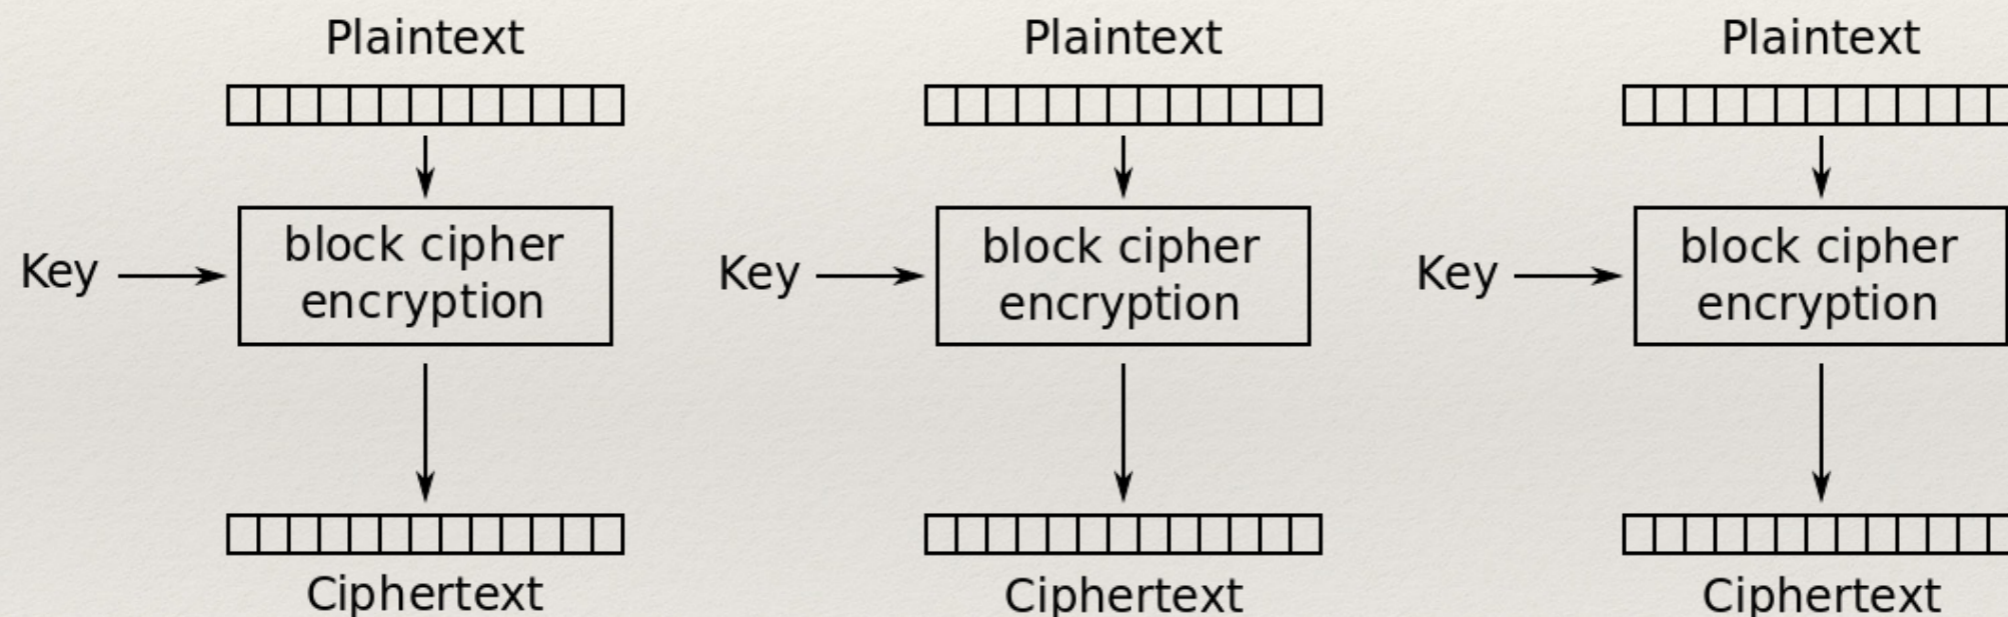 Plaintext
Plaintext
Plaintext
Key
block cipher
encryption
Key
block cipher
encryption
Key
block cipher
encryption
Ciphertext
Ciphertext
Ciphertext